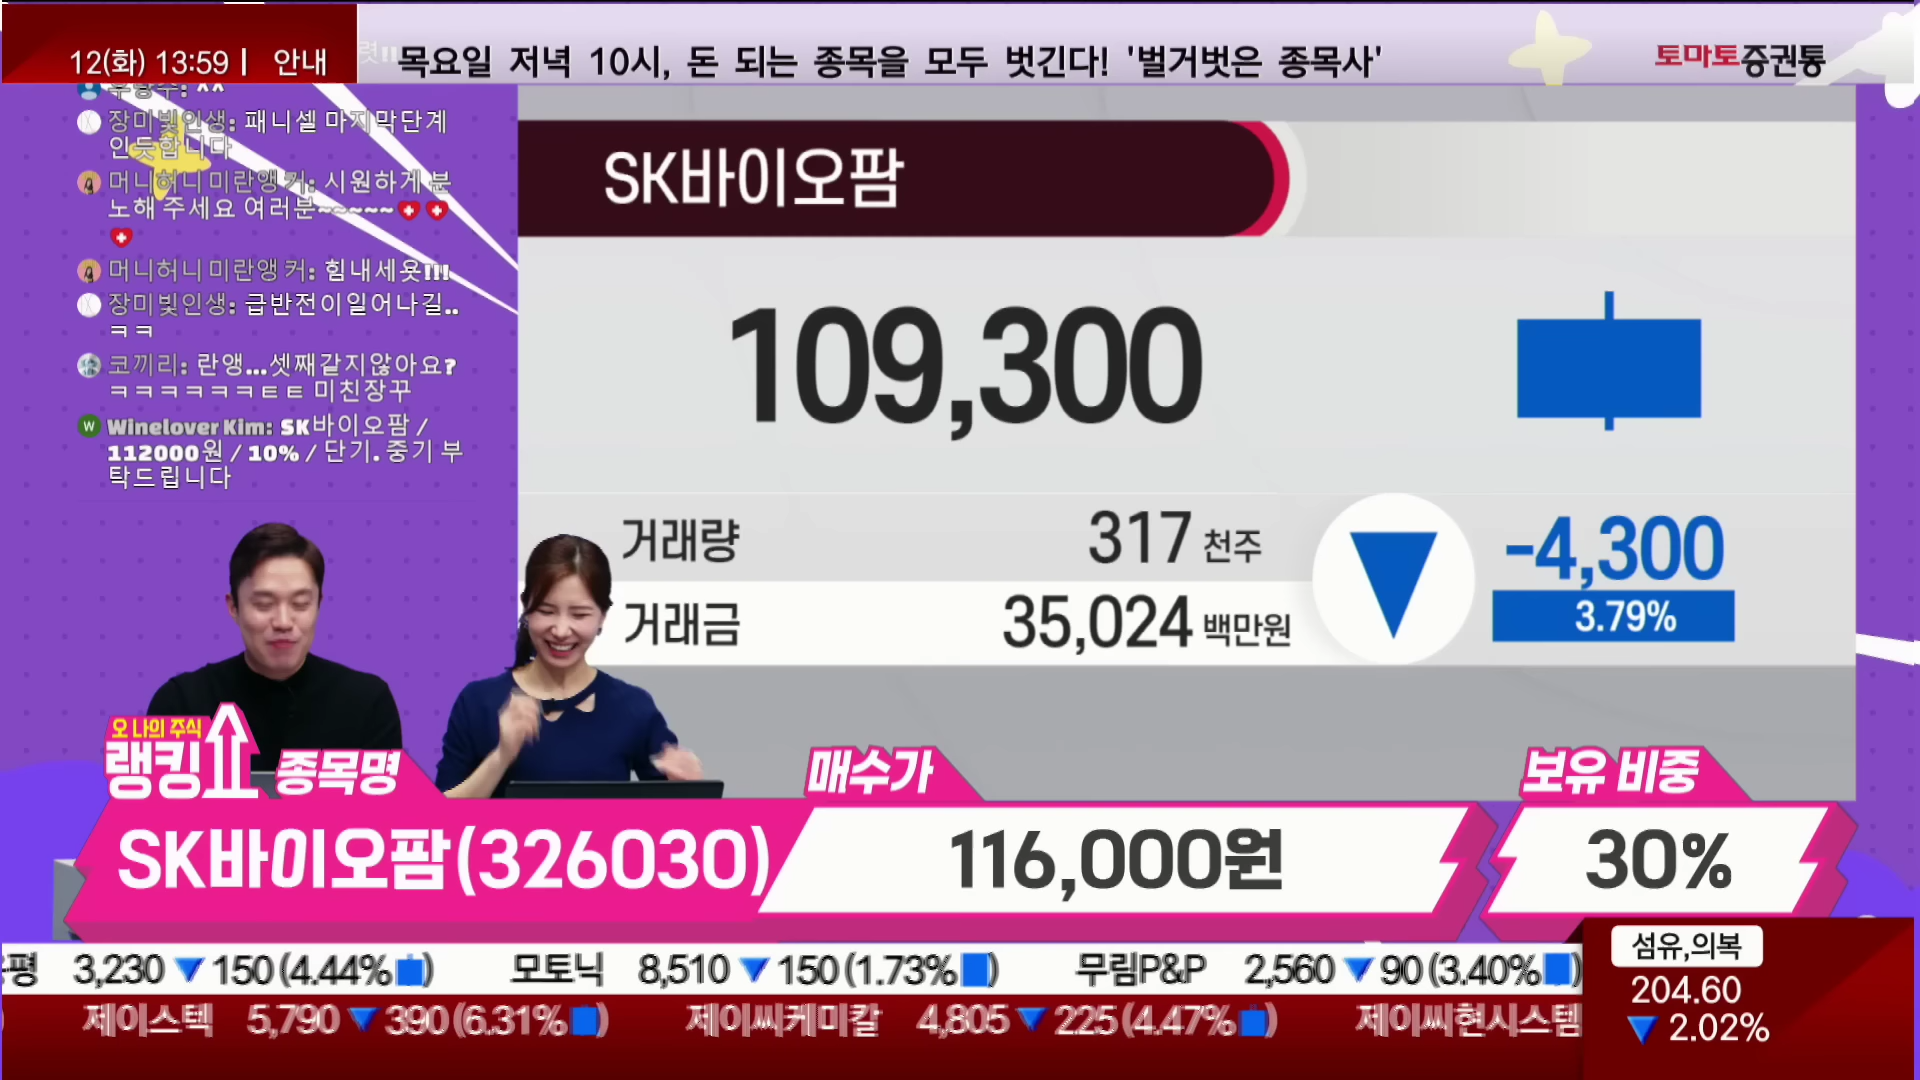 12(화) 13:59 | 안내
목요일 저녁 10시, 돈 되는 종목을 모두 벗긴다! '벌거벗은 종목사'
토마토증권통
장미빛인생: 패니셀 마지막단계
인듯합니다
머니허니 미란앵커: 시원하게 분
노해 주세요 여러분~~~~~
머니허니 미란앵커: 힘내세욧!!!
장미빛인생: 급반전이일어나길..
ㅋㅋ
코끼리: 란앵...셋째같지않아요?
ㅋㅋㅋㅋㅋㅋㅌㅌ 미친장꾸
W
Winelover Kim: SK바이오팜 /
112000원 / 10% / 단기. 중기 부
탁드립니다
SK바이오팜
109,300
거래량 317 천주
-4,300
거래금 35,024 백만원
3.79%
오 나의 주식
랭킹
종목명
매수가
보유 비중
SK바이오팜(326030)
116,000원
30%
평 3,230 ▼ 150 (4.44%) 모토닉 8,510 ▼ 150 (1.73%) 무림P&P 2,560 ▼ 90 (3.40%)
제이스텍 5,790 ▼ 390 (6.31%) 제이씨케미칼 4,805 ▼ 225 (4.47%) 제이씨현시스템
섬유,의복
204.60
▼ 2.02%